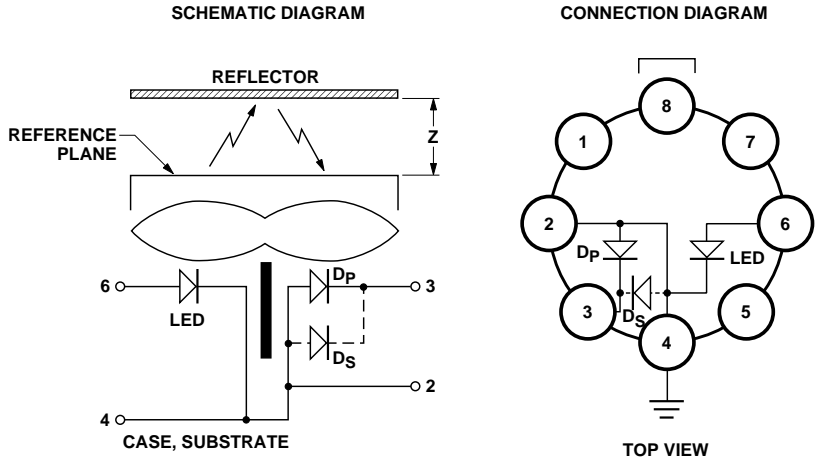 SCHEMATIC DIAGRAM
REFLECTOR
REFERENCE
PLANE
Z
6
LED
DP
3
DS
2
4
CASE, SUBSTRATE
CONNECTION DIAGRAM
8
1
7
2
6
DP
LED
DS
3
5
4
TOP VIEW